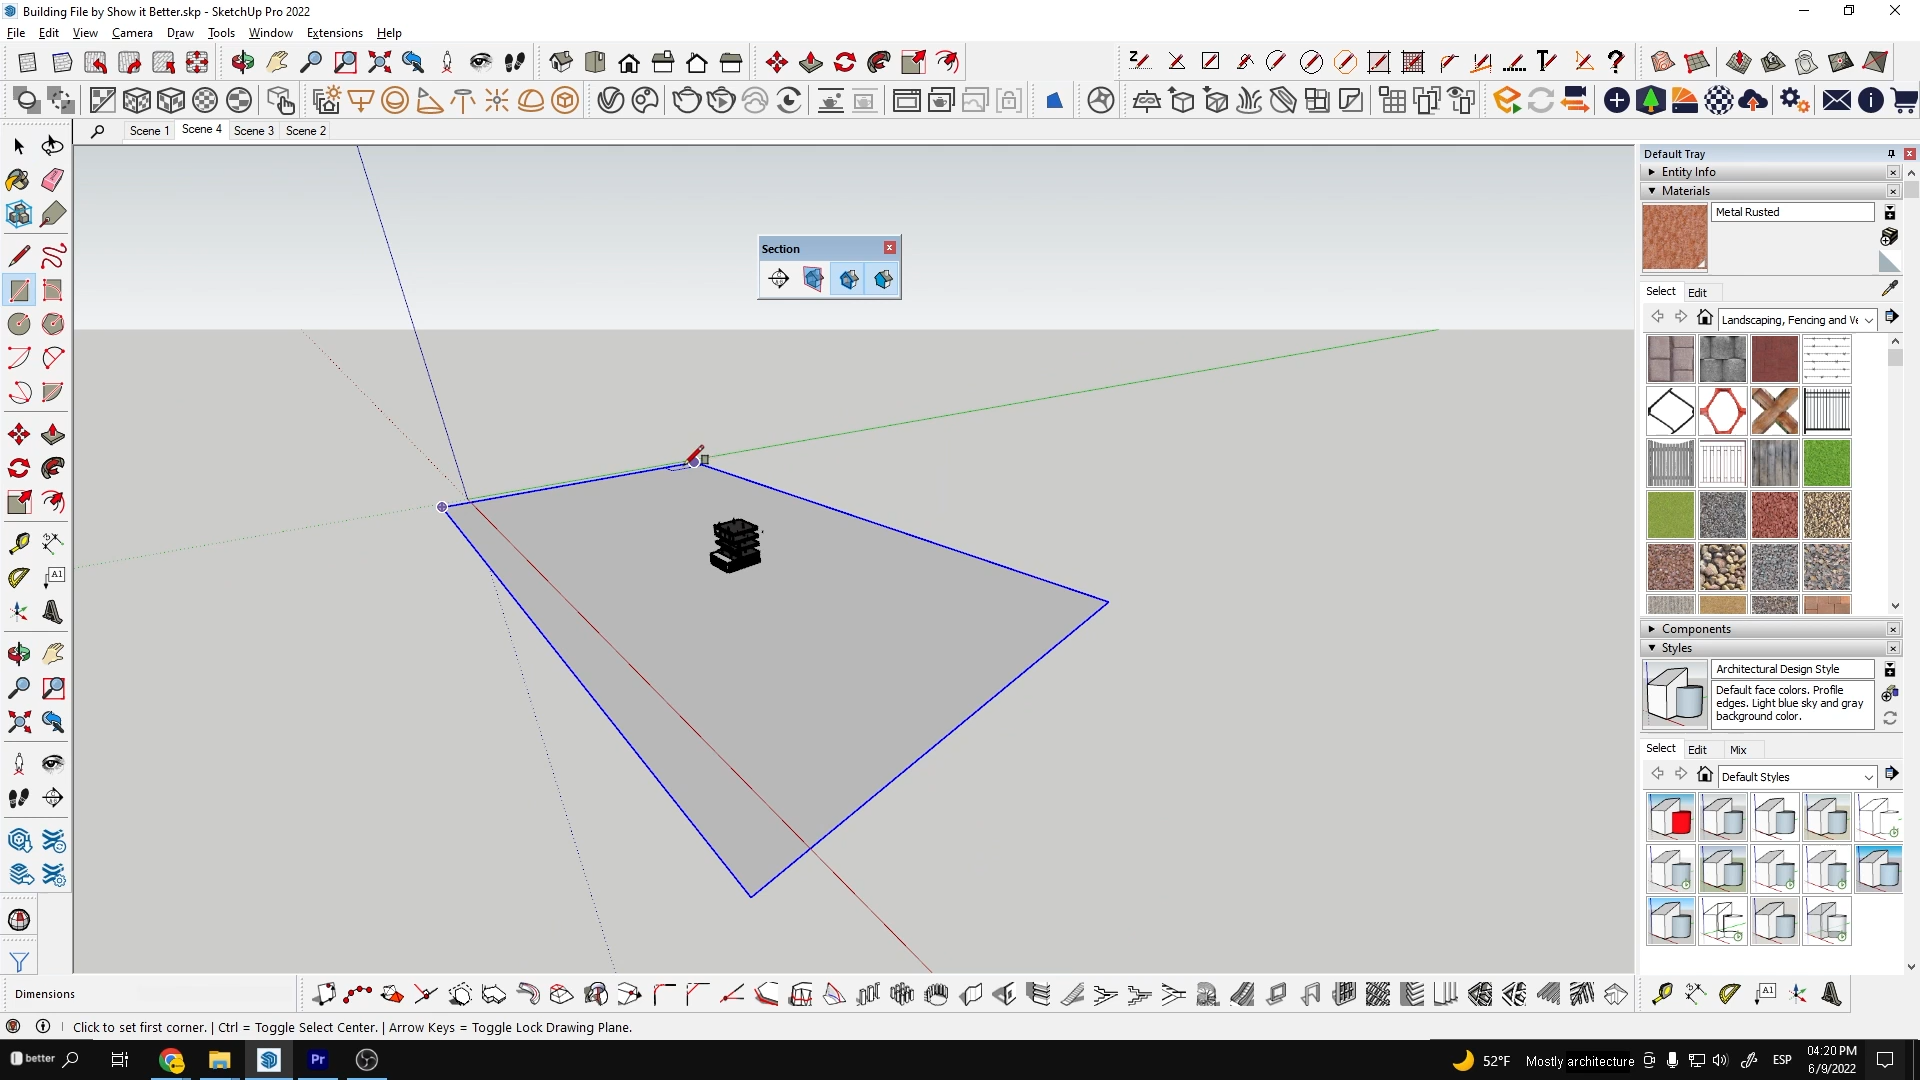 Building File by Show it Better.skp - SketchUp Pro 2022
File Edit View Camera Draw Tools Window Extensions Help
Scene 1 Scene 4 Scene 3 Scene 2
Section
A1
Default Tray
Entity Info
Materials
Metal Rusted
Select Edit
Landscaping, Fencing and Ve
Components
Styles
Architectural Design Style
Default face colors. Profile
edges. Light blue sky and gray
background color.
Select Edit Mix
Default Styles
Dimensions
A1
Click to set first corner. | Ctrl = Toggle Select Center. | Arrow Keys = Toggle Lock Drawing Plane.
better
Pr
52°F Mostly architecture
ESP
04:20 PM
6/9/2022